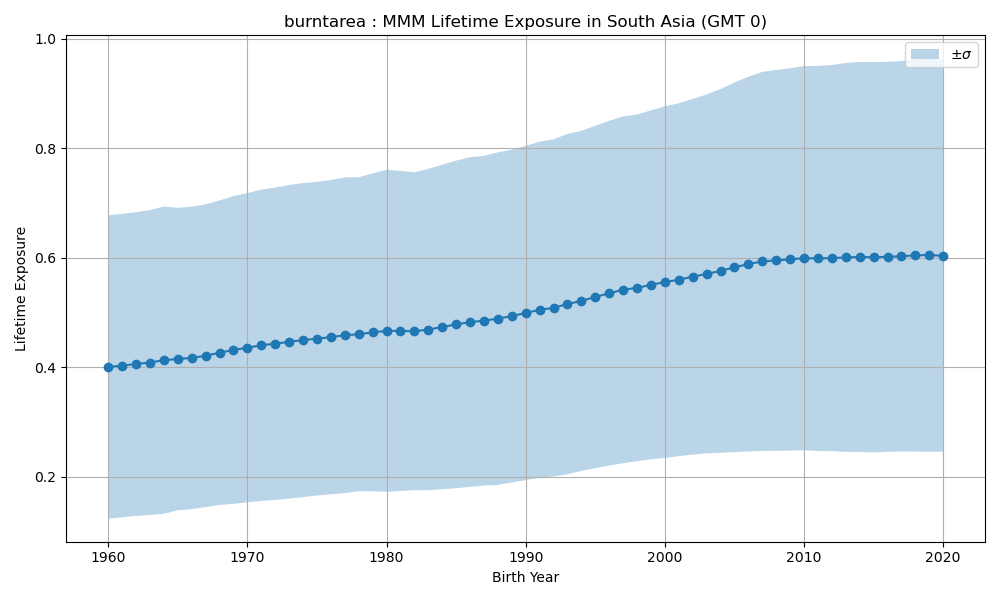 burntarea : MMM Lifetime Exposure in South Asia (GMT 0)
±σ
1.0
0.8
0.6
0.4
0.2
Lifetime Exposure
1960 1970 1980 1990 2000 2010 2020
Birth Year